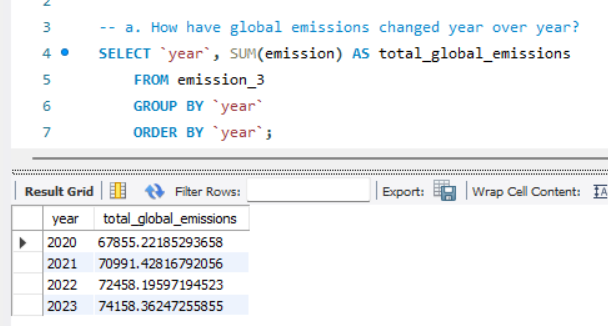 2
3 -- a. How have global emissions changed year over year?
4 SELECT `year`, SUM(emission) AS total_global_emissions
5 FROM emission_3
6 GROUP BY `year`
7 ORDER BY `year`;
Result Grid Filter Rows: Export: Wrap Cell Content:
year total_global_emissions
2020 67855.22185293658
2021 70991.42816792056
2022 72458.19597194523
2023 74158.36247255855